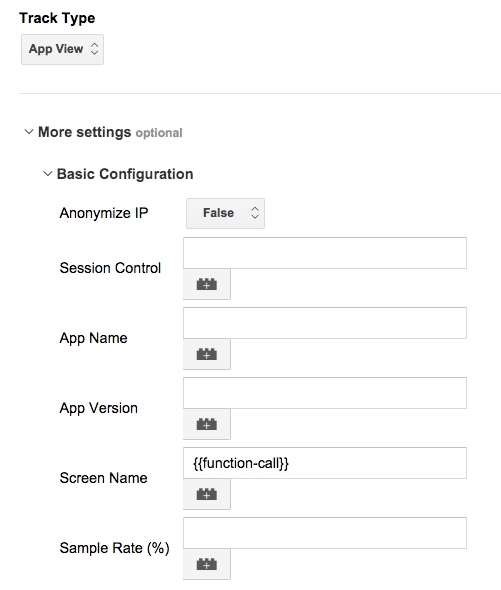 Track Type
App View
More settings optional
Basic Configuration
Anonymize IP False
Session Control
App Name
App Version
Screen Name {{function-call}}
Sample Rate (%)